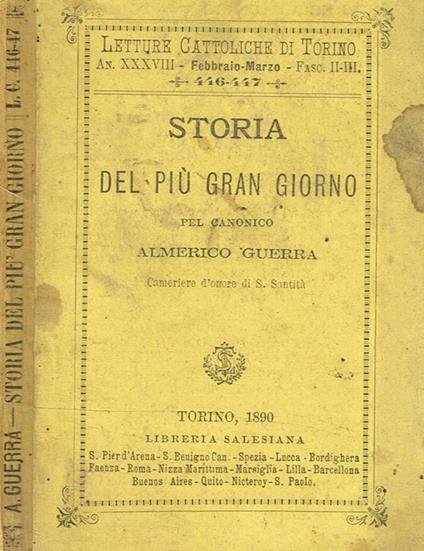 A. GUERRA — STORIA DEL PIU' GRAN GIORNO || L. C. 446-47
LETTURE CATTOLICHE DI TORINO
AN. XXXVIII - Febbraio-Marzo - FASC. II-III.
446-447
STORIA
DEL PIÙ GRAN GIORNO
PEL CANONICO
ALMERICO GUERRA
Cameriere d'onore di S. Santità
TORINO, 1890
LIBRERIA SALESIANA
S. Pier d'Arena - S. Benigno Can. - Spezia - Lucca - Bordighera
Faenza - Roma - Nizza Marittima - Marsiglia - Lilla - Barcellona
Buenos Aires - Quito - Nicteroy - S. Paolo.